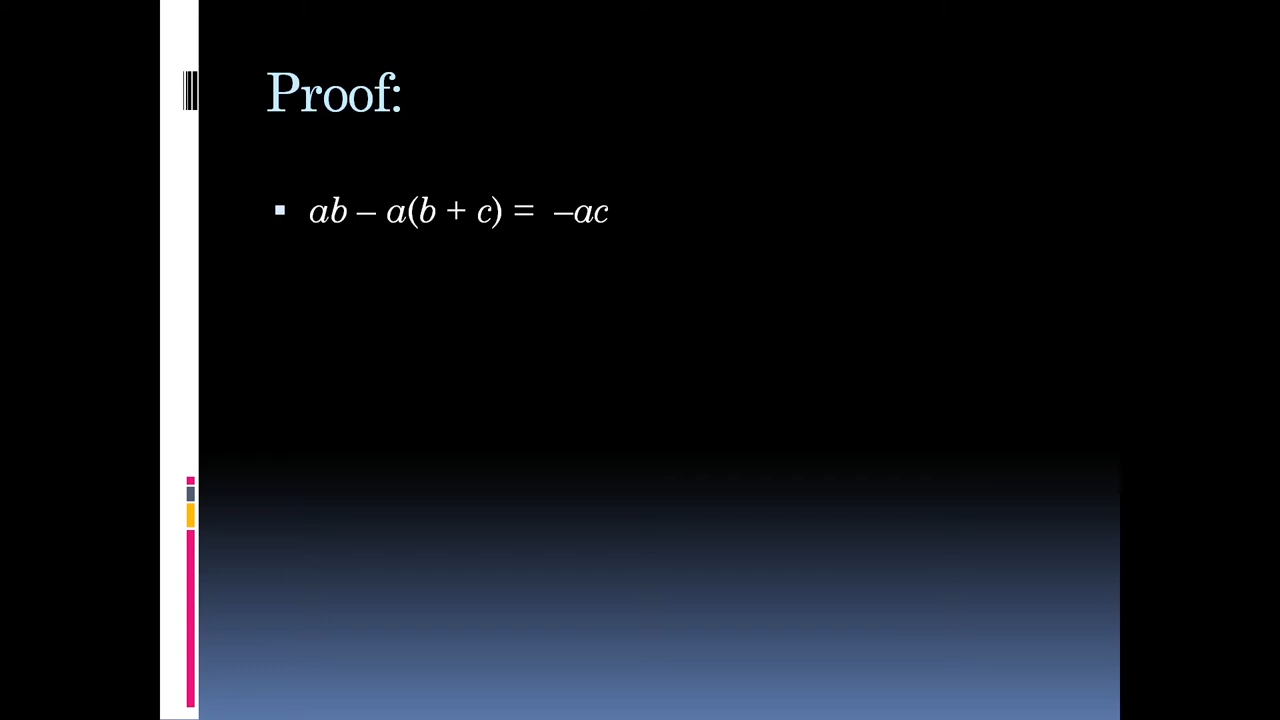 Proof:
▪ ab – a(b + c) = –ac